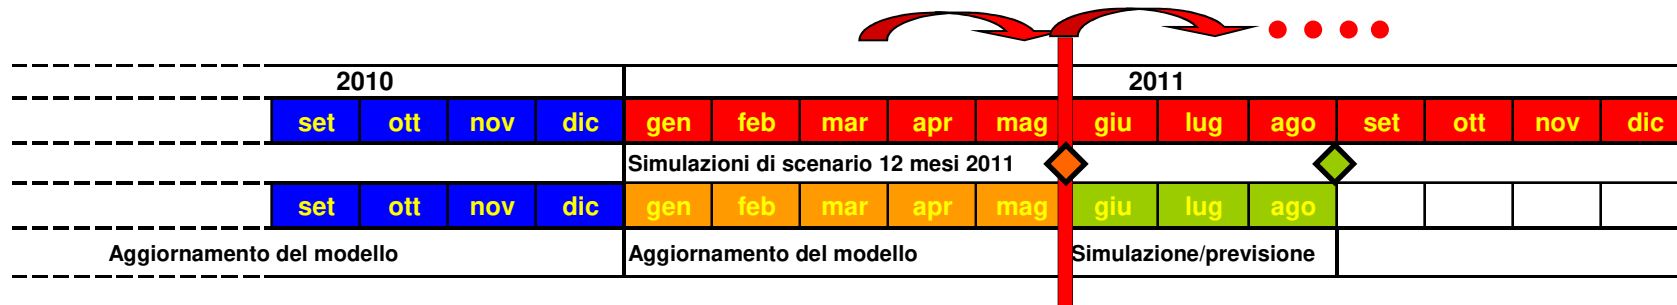 2010 2011
set ott nov dic gen feb mar apr mag giu lug ago set ott nov dic
Simulazioni di scenario 12 mesi 2011
set ott nov dic gen feb mar apr mag giu lug ago
Aggiornamento del modello Aggiornamento del modello Simulazione/previsione